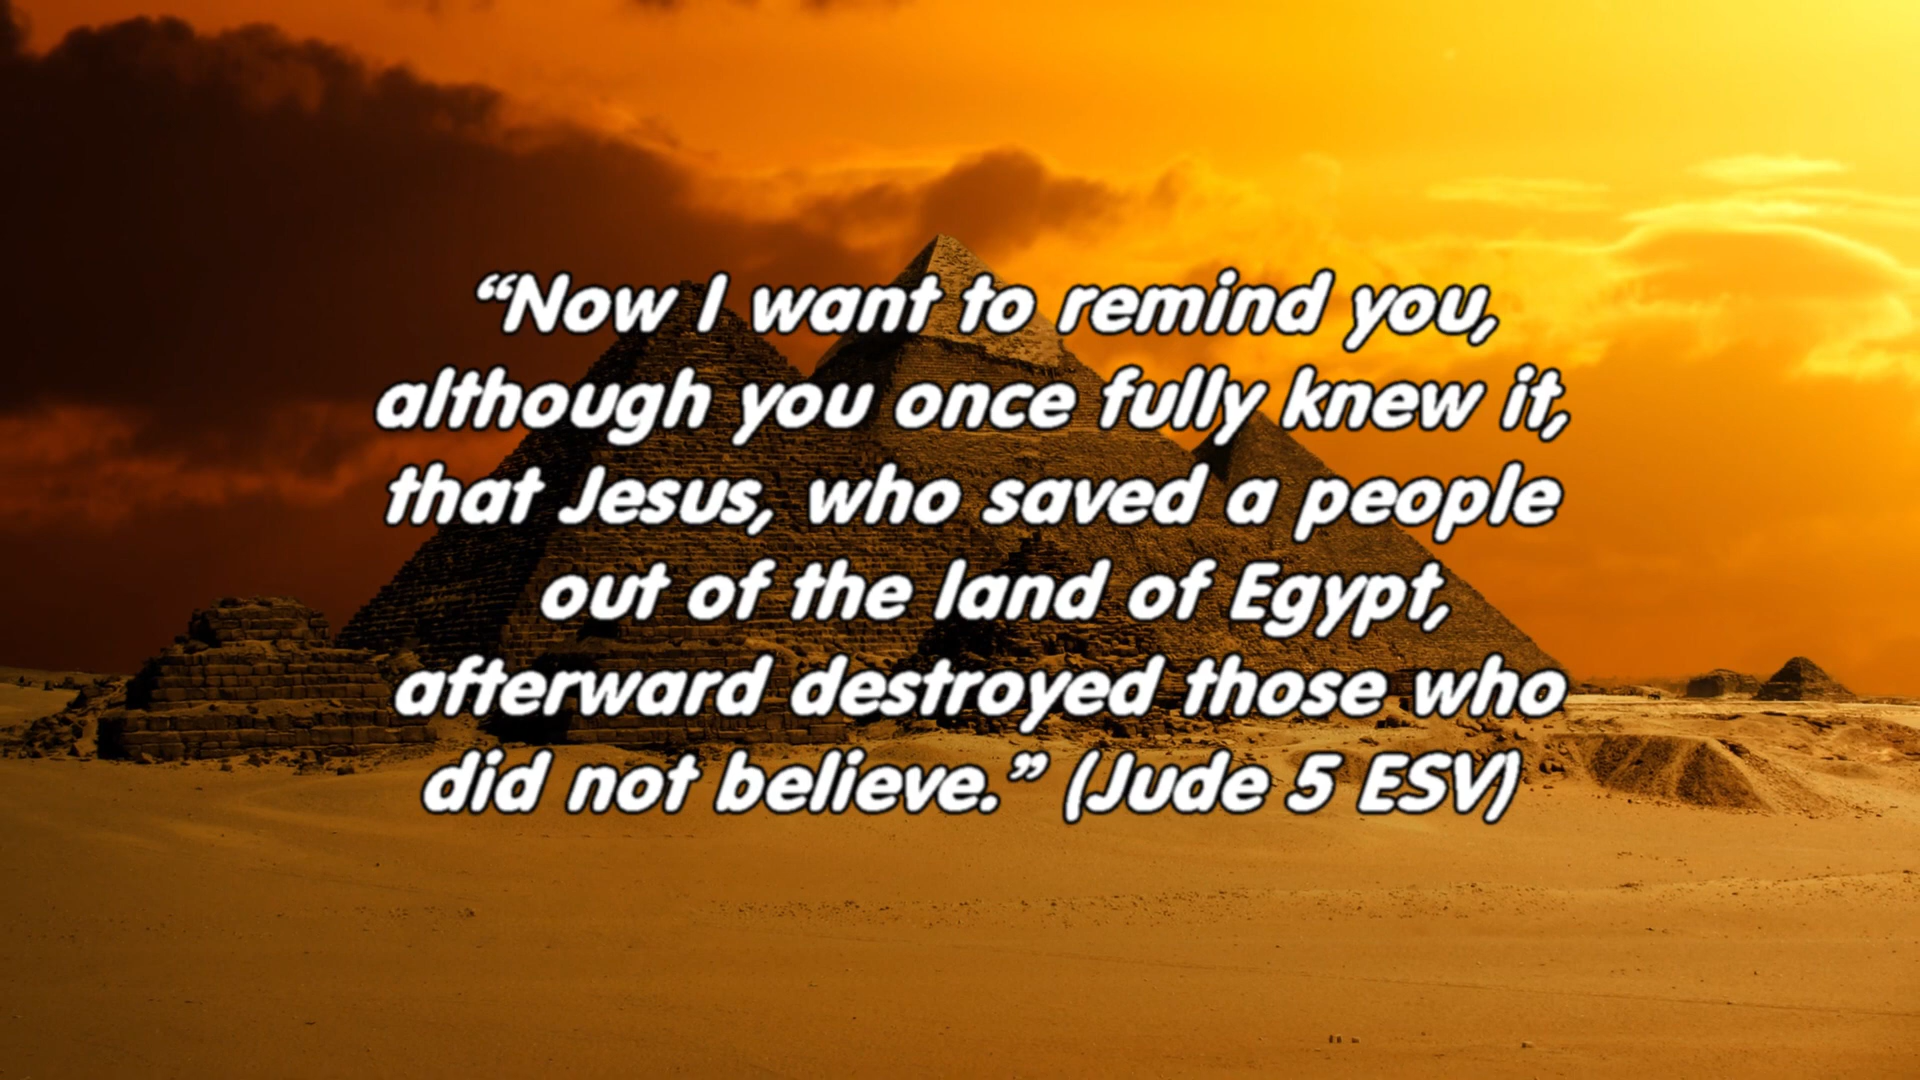 “Now I want to remind you,
although you once fully knew it,
that Jesus, who saved a people
out of the land of Egypt,
afterward destroyed those who
did not believe.” (Jude 5 ESV)